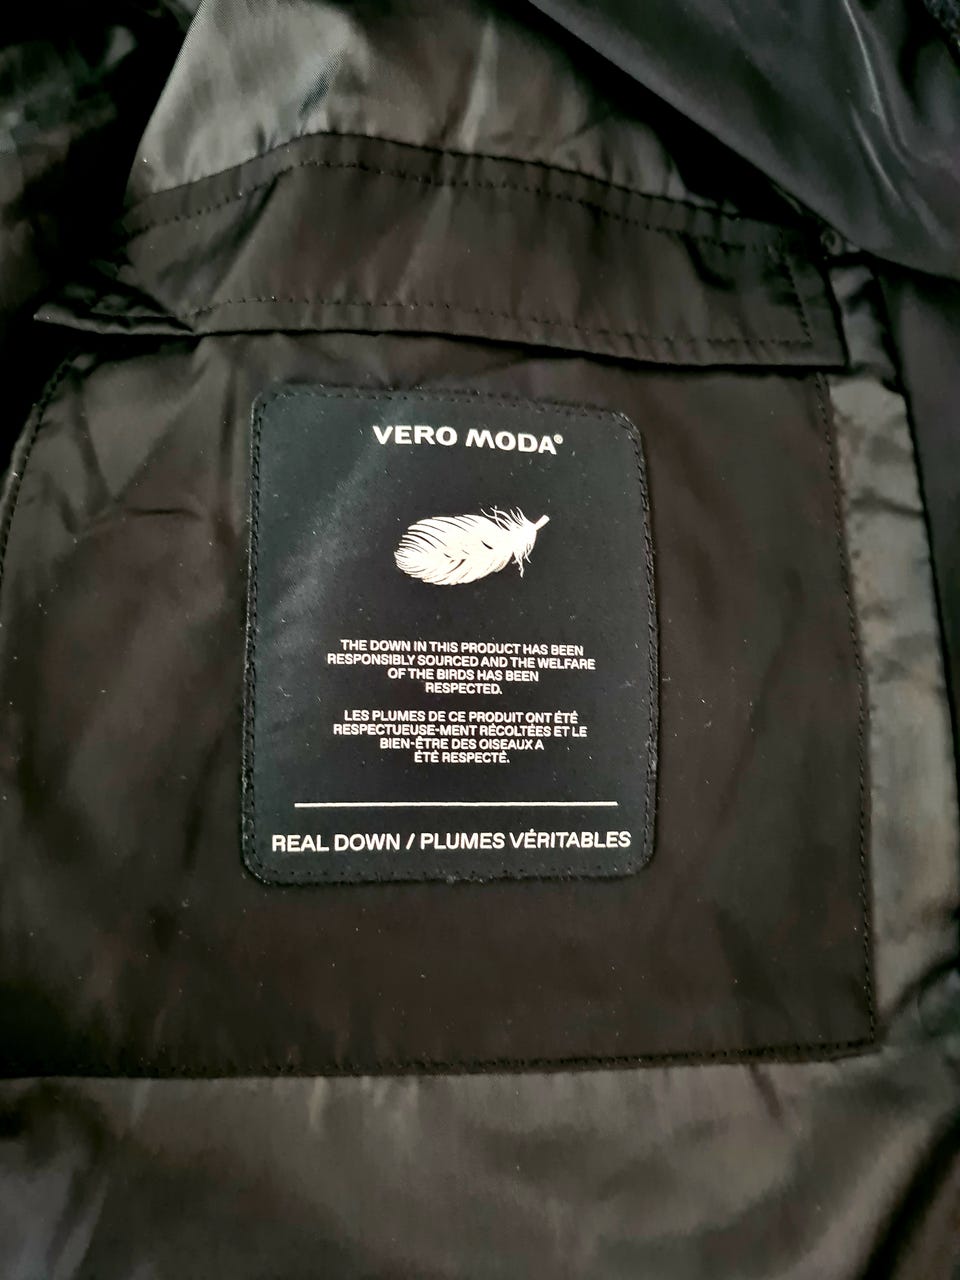 VERO MODA®
THE DOWN IN THIS PRODUCT HAS BEEN
RESPONSIBLY SOURCED AND THE WELFARE
OF THE BIRDS HAS BEEN
RESPECTED.
LES PLUMES DE CE PRODUIT ONT ÉTÉ
RESPECTUEUSE-MENT RÉCOLTÉES ET LE
BIEN-ÊTRE DES OISEAUX A
ÉTÉ RESPECTÉ.
REAL DOWN / PLUMES VÉRITABLES